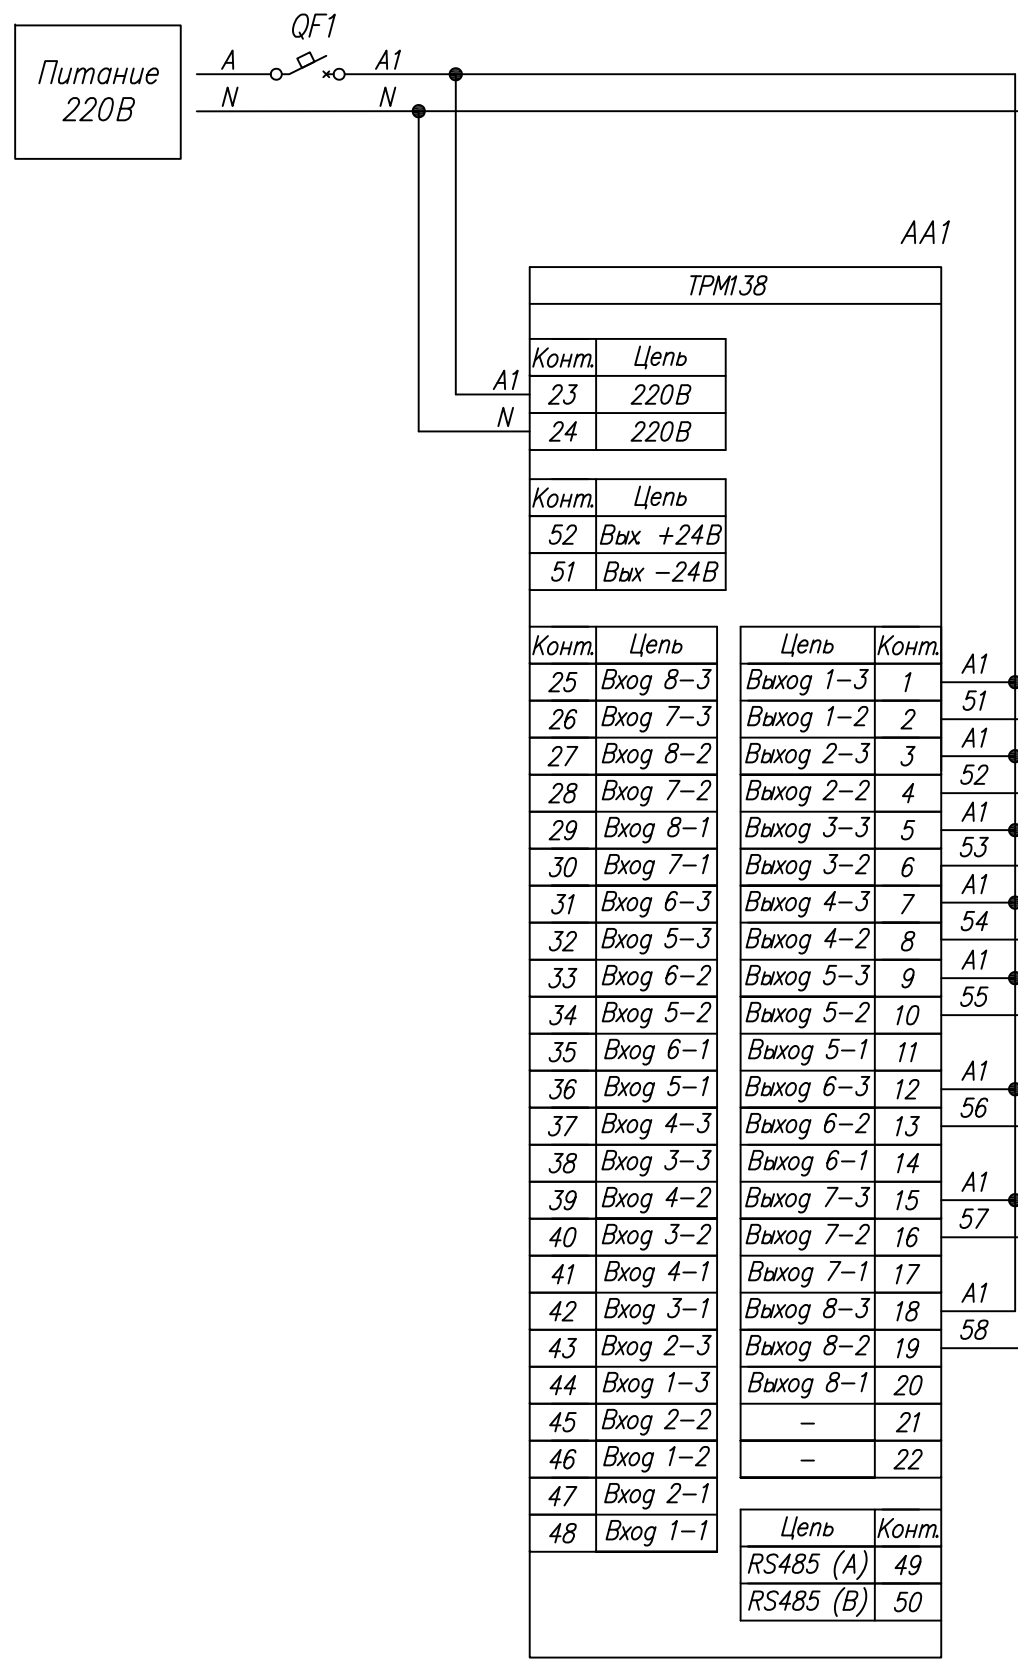 QF1
Питание
220В
A
A1
N
N
AA1
ТРМ138
Конт. Цепь
A1 23 220В
N 24 220В
Конт. Цепь
52 Вых. +24В
51 Вых -24В
Конт. Цепь Цепь Конт.
25 Вход 8-3 Выход 1-3 1 A1
26 Вход 7-3 Выход 1-2 2 51
27 Вход 8-2 Выход 2-3 3 A1
28 Вход 7-2 Выход 2-2 4 52
29 Вход 8-1 Выход 3-3 5 A1
30 Вход 7-1 Выход 3-2 6 53
31 Вход 6-3 Выход 4-3 7 A1
32 Вход 5-3 Выход 4-2 8 54
33 Вход 6-2 Выход 5-3 9 A1
34 Вход 5-2 Выход 5-2 10 55
35 Вход 6-1 Выход 5-1 11
36 Вход 5-1 Выход 6-3 12 A1
37 Вход 4-3 Выход 6-2 13 56
38 Вход 3-3 Выход 6-1 14
39 Вход 4-2 Выход 7-3 15 A1
40 Вход 3-2 Выход 7-2 16 57
41 Вход 4-1 Выход 7-1 17
42 Вход 3-1 Выход 8-3 18 A1
43 Вход 2-3 Выход 8-2 19 58
44 Вход 1-3 Выход 8-1 20
45 Вход 2-2 - 21
46 Вход 1-2 - 22
47 Вход 2-1
48 Вход 1-1
Цепь Конт.
RS485 (A) 49
RS485 (B) 50